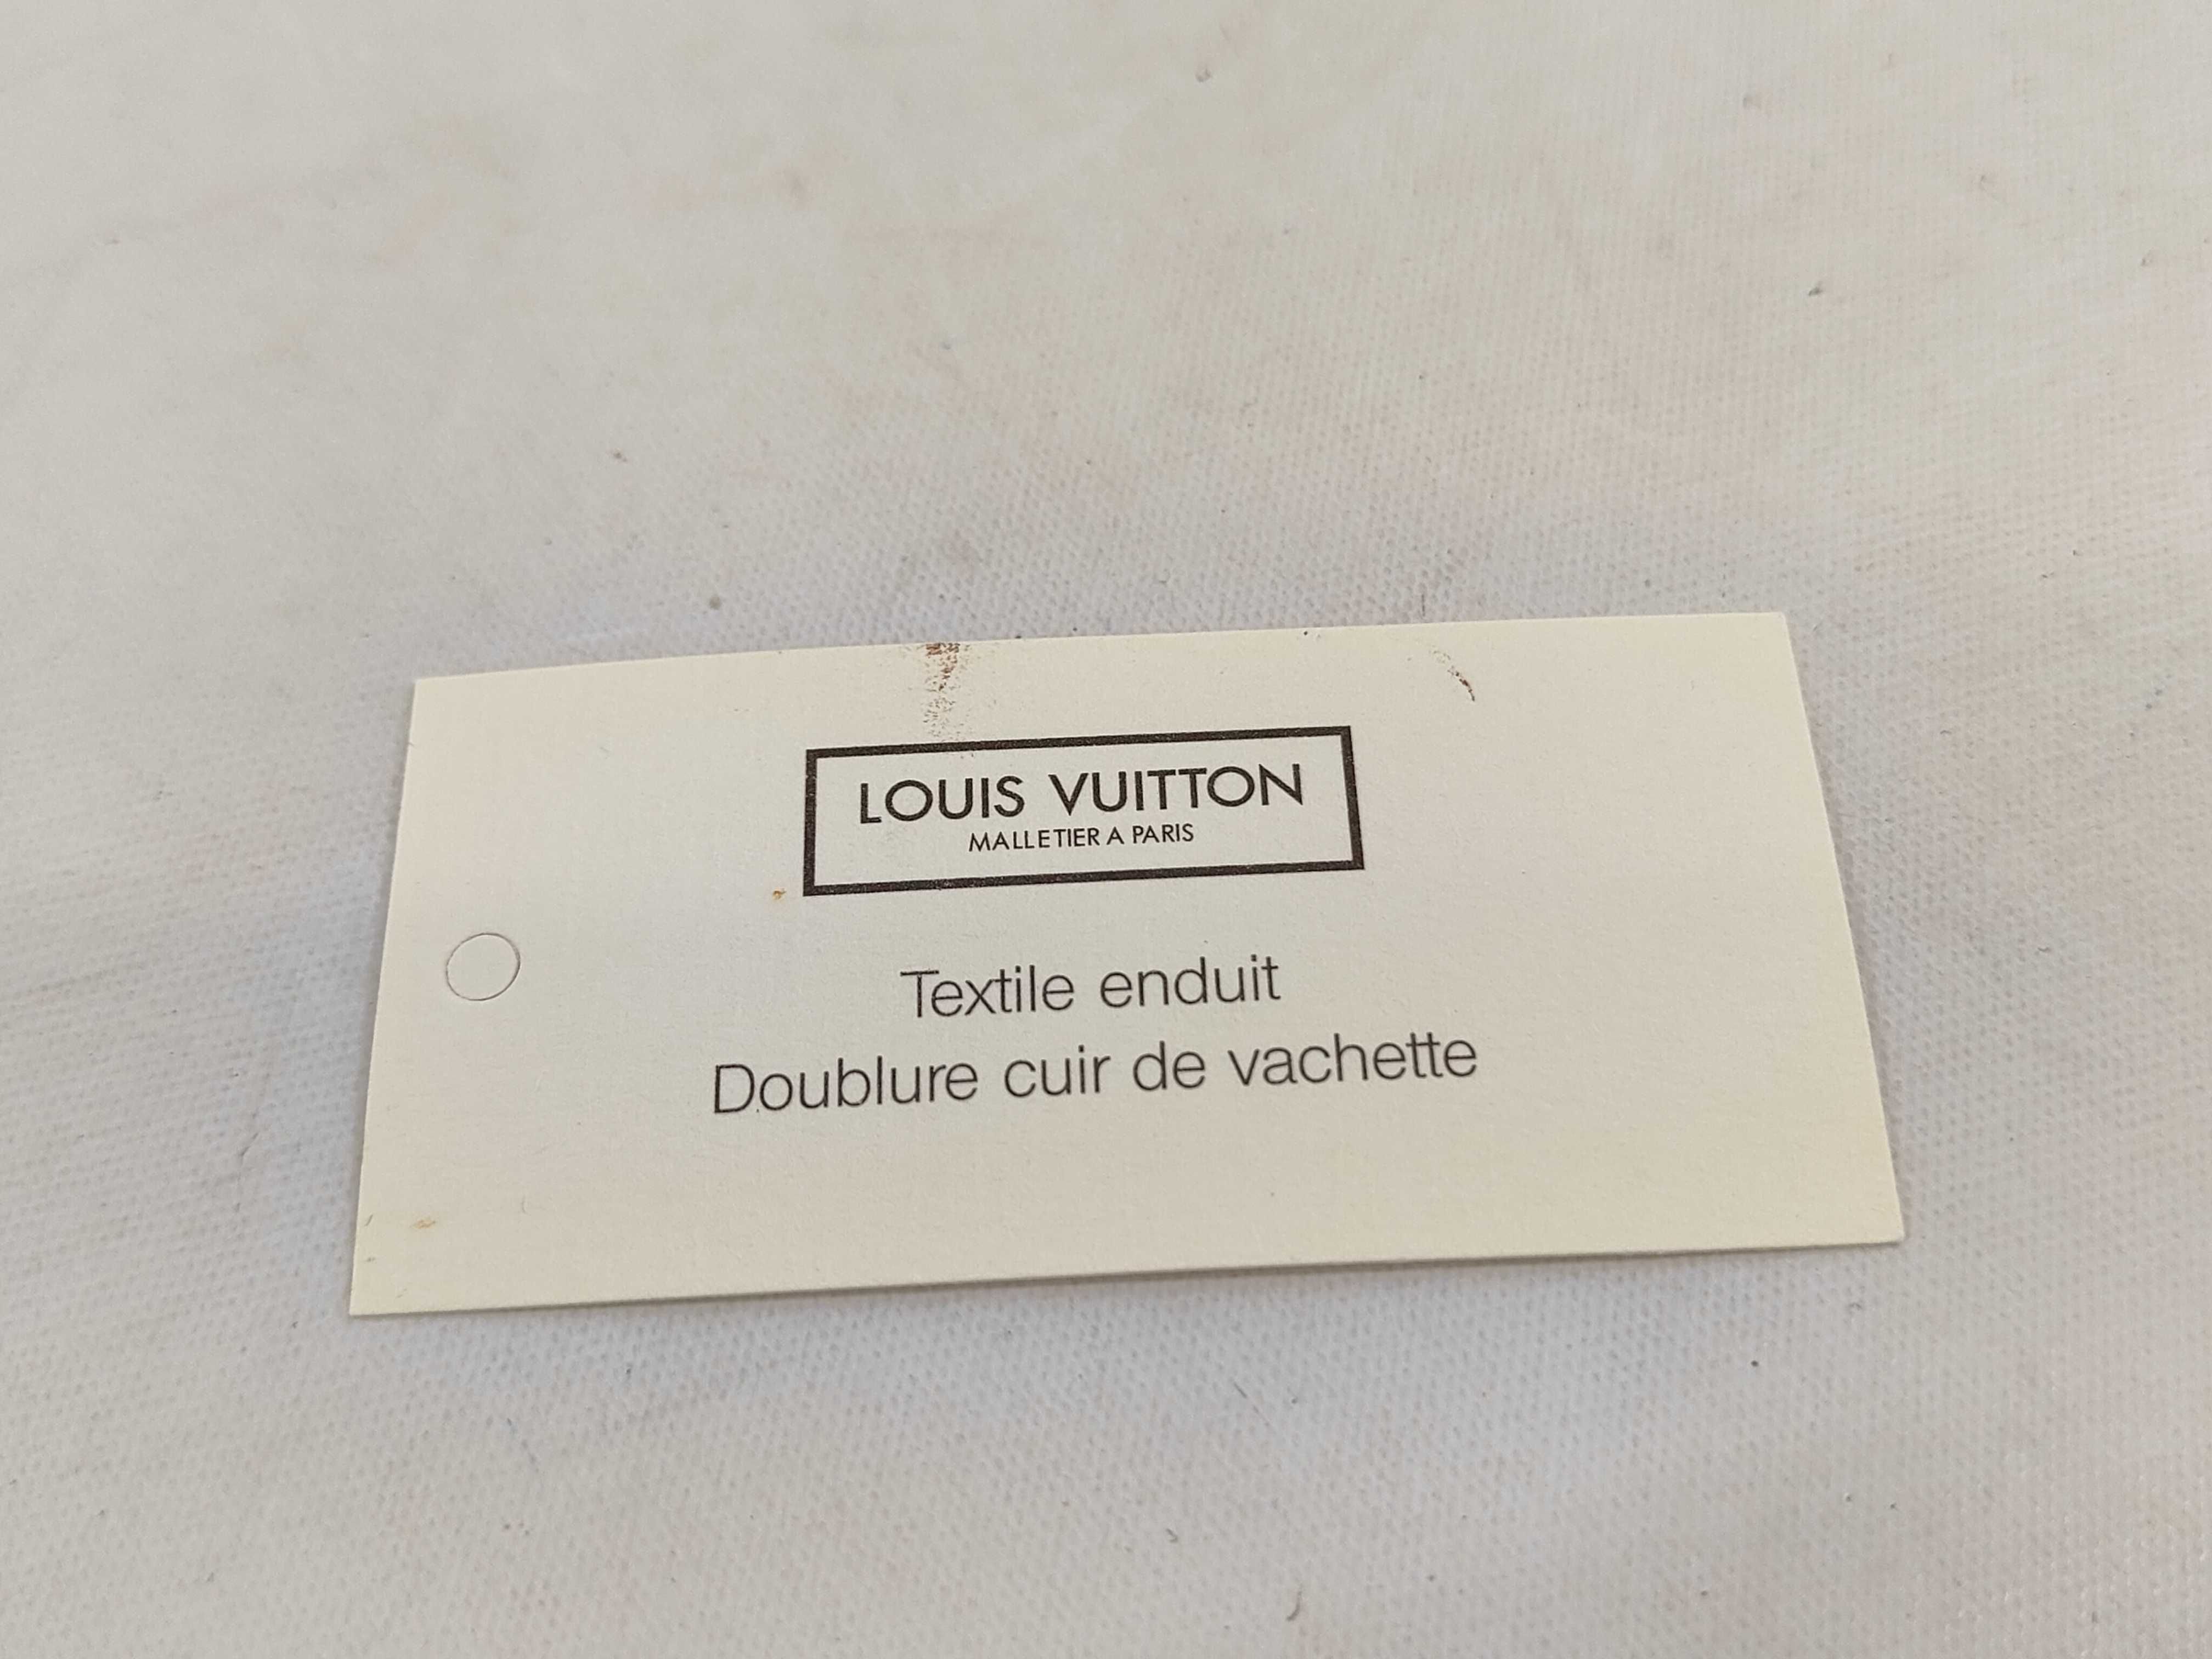 LOUIS VUITTON
MALLETIER A PARIS
Textile enduit
Doublure cuir de vachette